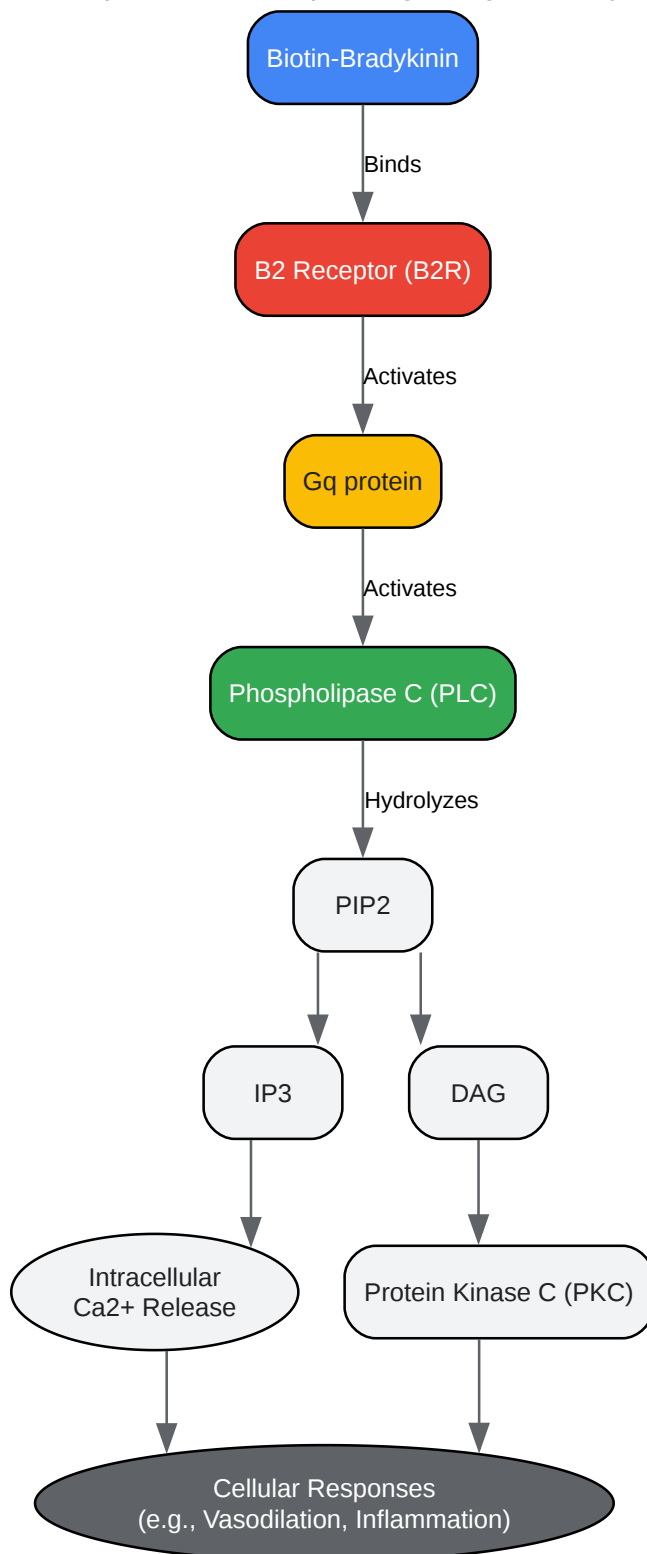 Biotin-Bradykinin
Binds
B2 Receptor (B2R)
Activates
Gq protein
Activates
Phospholipase C (PLC)
Hydrolyzes
PIP2
IP3
DAG
Intracellular
Ca2+ Release
Protein Kinase C (PKC)
Cellular Responses
(e.g., Vasodilation, Inflammation)